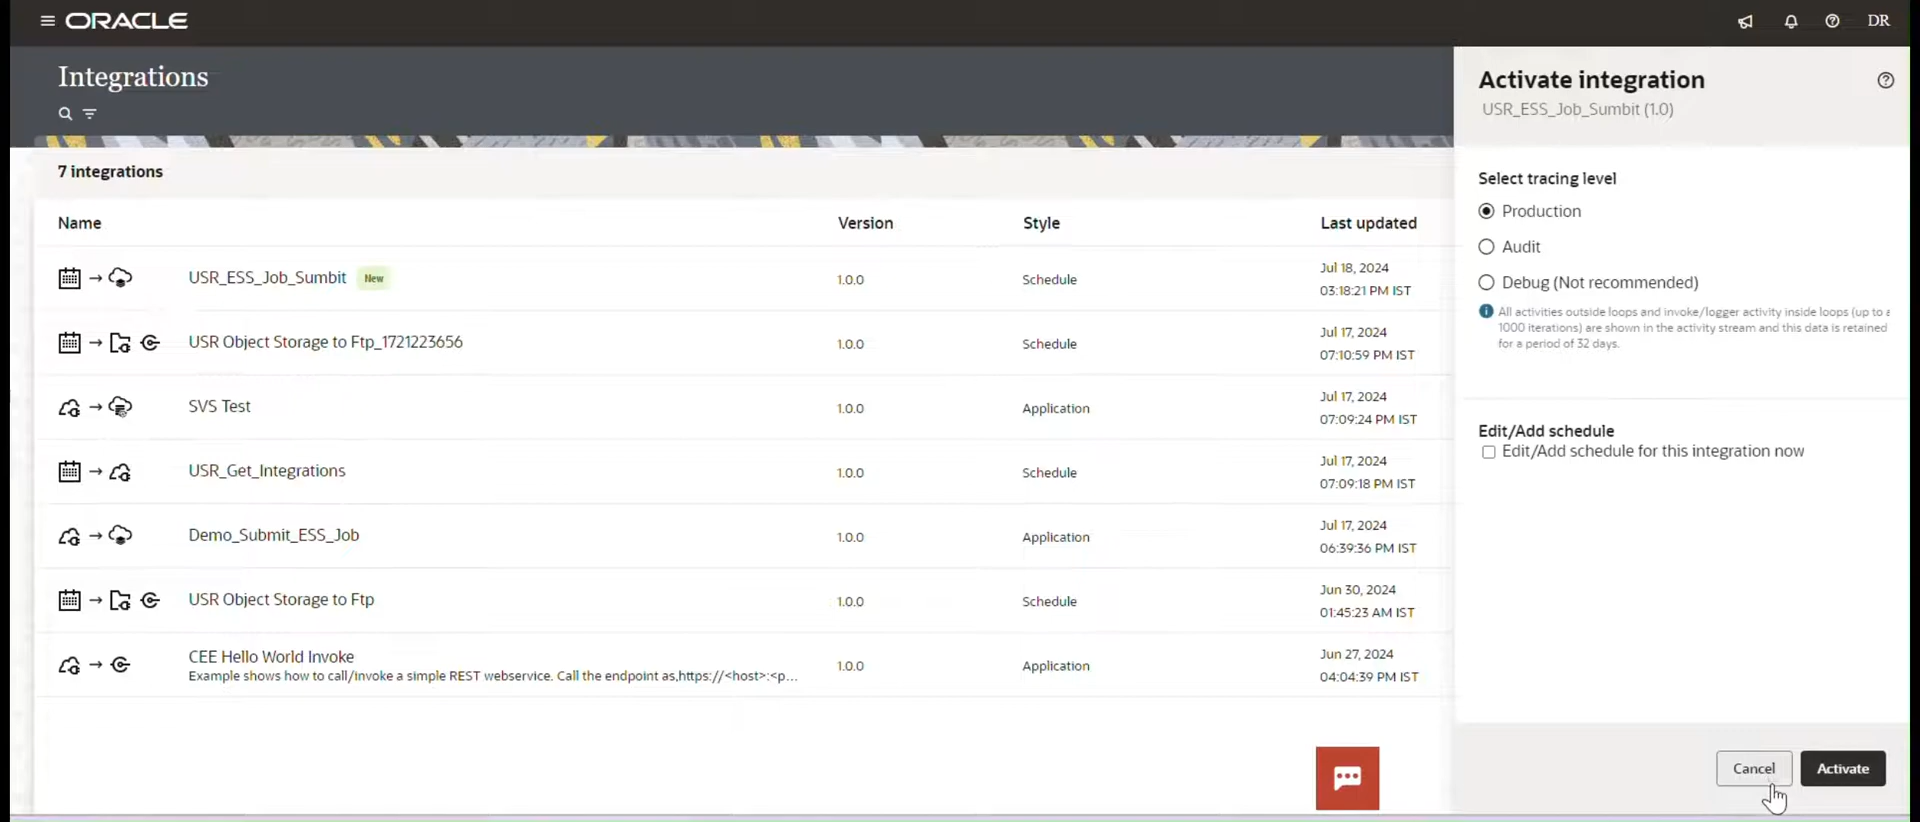 ORACLE
DR
Integrations
7 integrations
Name Version Style Last updated
USR_ESS_Job_Sumbit New 1.0.0 Schedule Jul 18, 2024
03:18:21 PM IST
USR Object Storage to Ftp_1721223656 1.0.0 Schedule Jul 17, 2024
07:10:59 PM IST
SVS Test 1.0.0 Application Jul 17, 2024
07:09:24 PM IST
USR_Get_Integrations 1.0.0 Schedule Jul 17, 2024
07:09:18 PM IST
Demo_Submit_ESS_Job 1.0.0 Application Jul 17, 2024
06:39:36 PM IST
USR Object Storage to Ftp 1.0.0 Schedule Jun 30, 2024
01:45:23 AM IST
CEE Hello World Invoke 1.0.0 Application Jun 27, 2024
Example shows how to call/invoke a simple REST webservice. Call the endpoint as,https://<host>:<p... 04:04:39 PM IST
Activate integration
USR_ESS_Job_Sumbit (1.0)
Select tracing level
Production
Audit
Debug (Not recommended)
All activities outside loops and invoke/logger activity inside loops (up to a
1000 iterations) are shown in the activity stream and this data is retained
for a period of 32 days.
Edit/Add schedule
Edit/Add schedule for this integration now
Cancel Activate